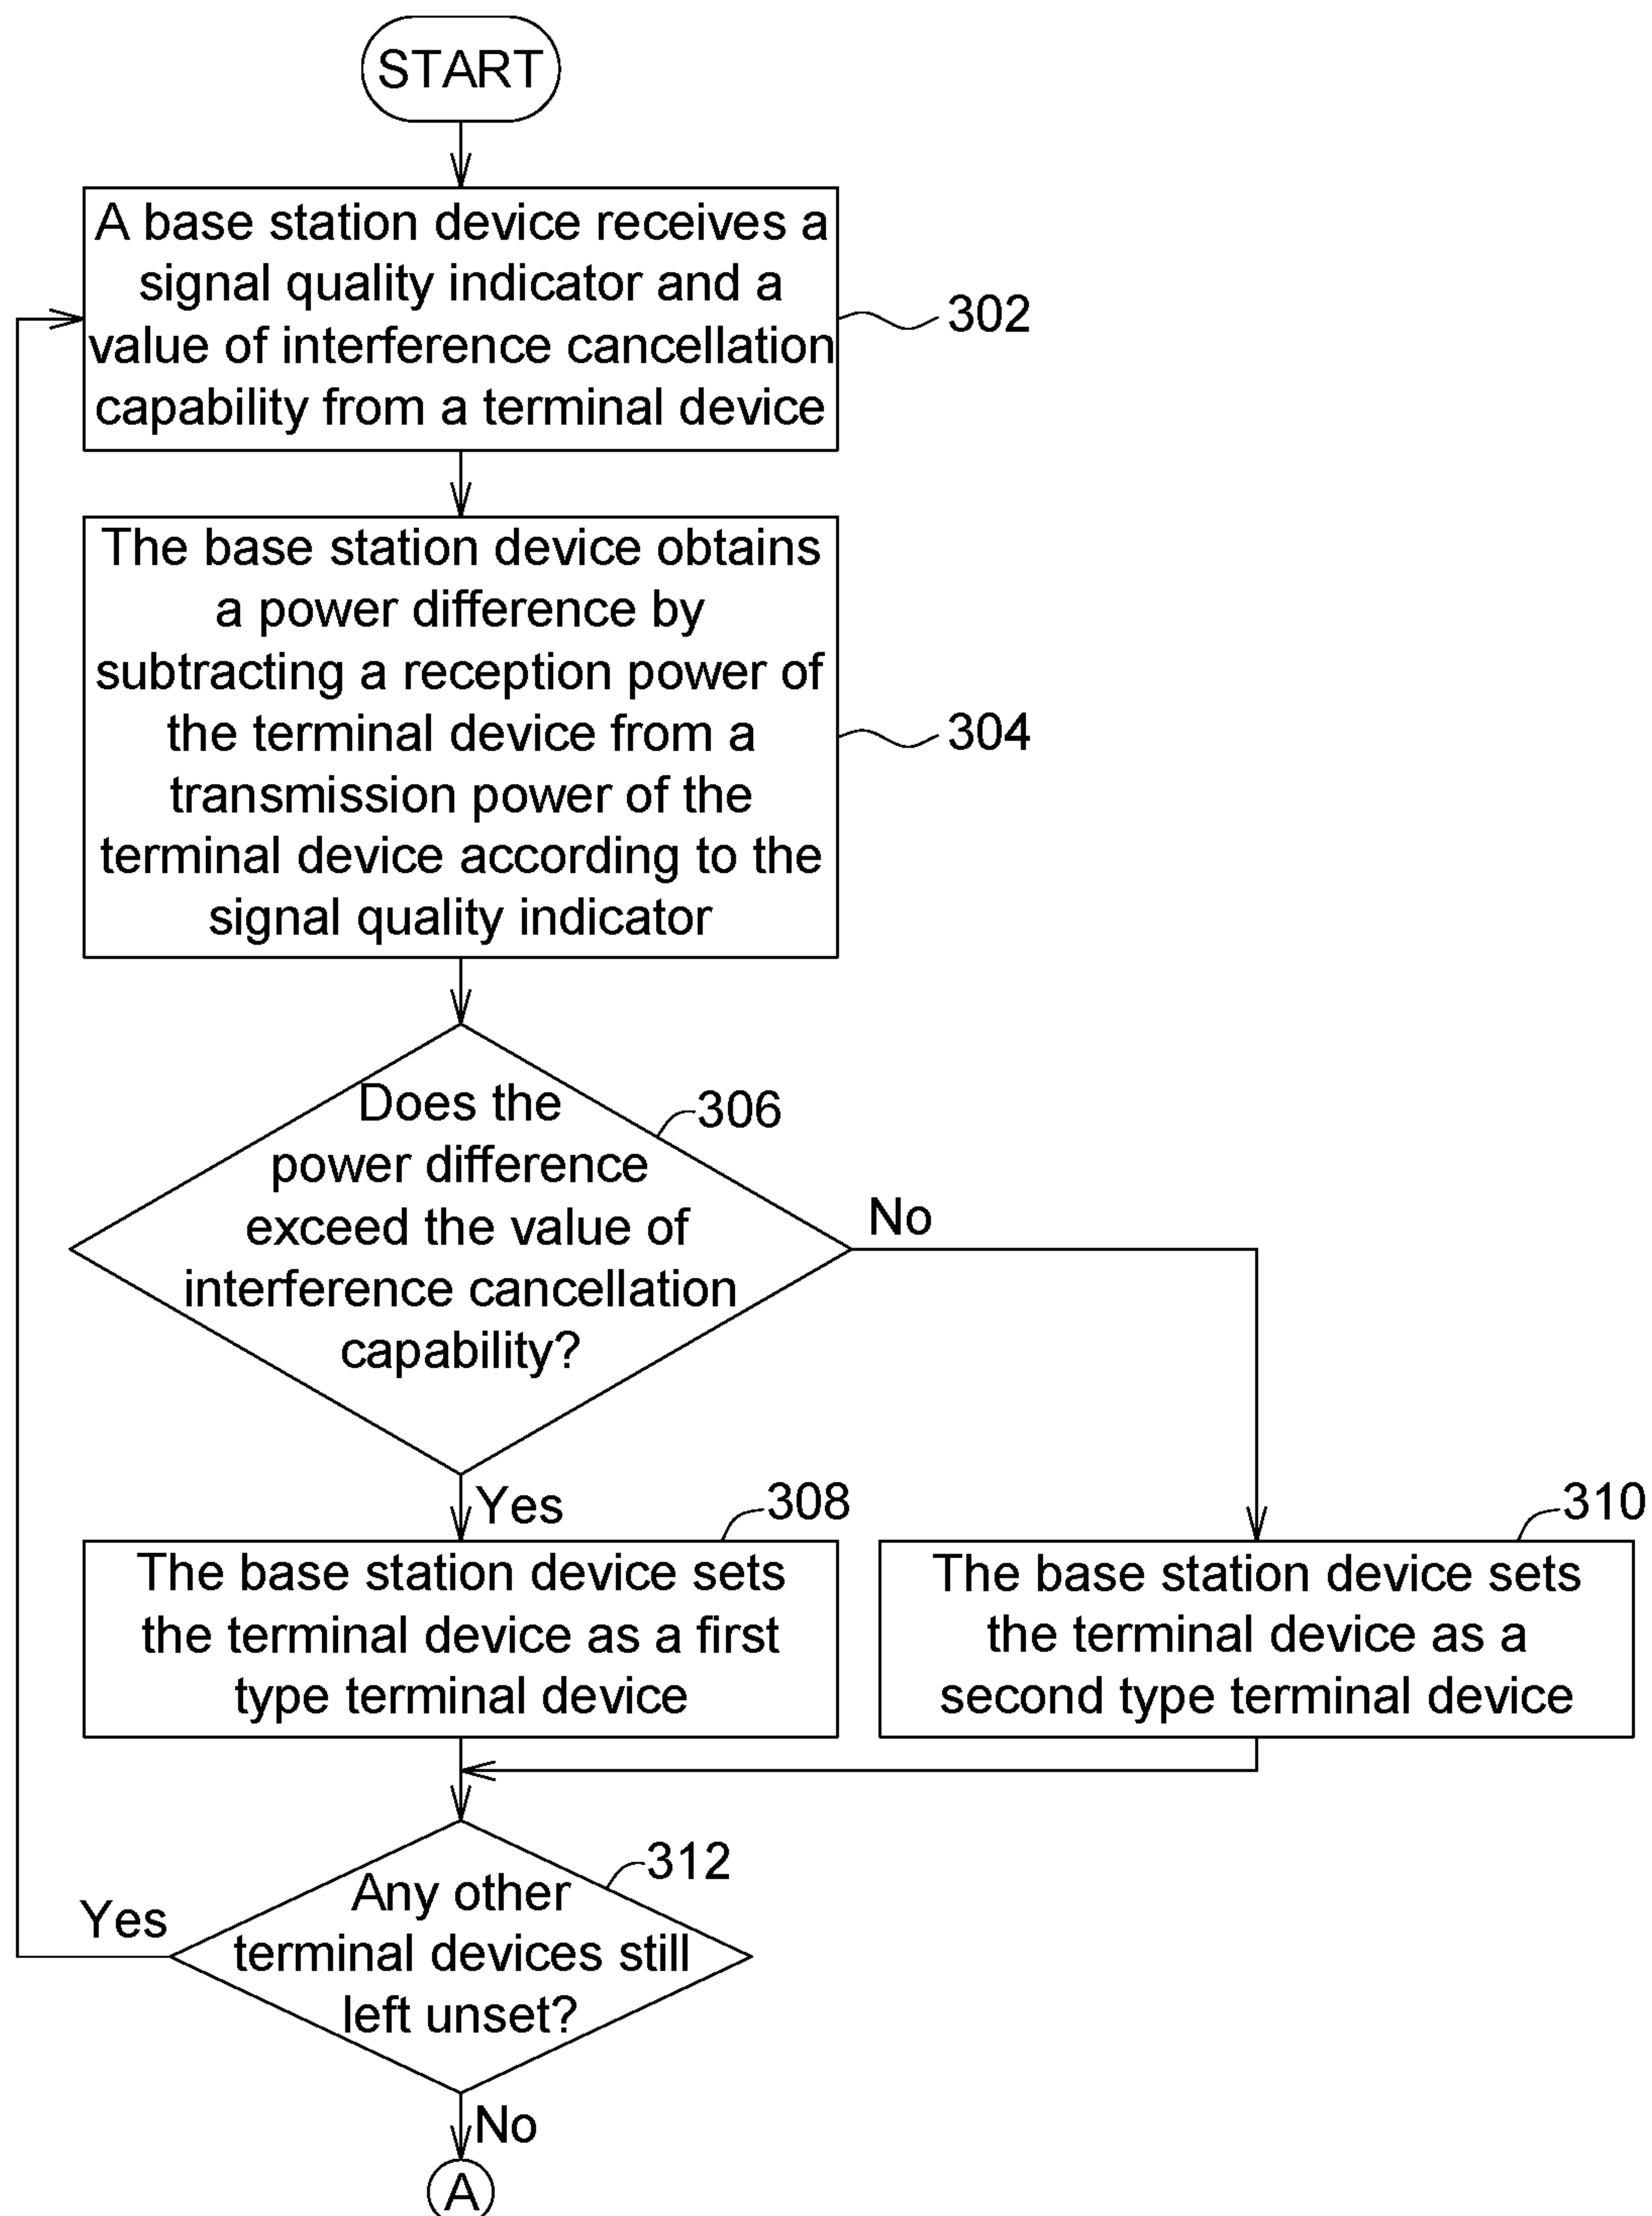 START
A base station device receives a
signal quality indicator and a
value of interference cancellation
capability from a terminal device
302
The base station device obtains
a power difference by
subtracting a reception power of
the terminal device from a
transmission power of the
terminal device according to the
signal quality indicator
304
Does the
power difference
exceed the value of
interference cancellation
capability?
306
No
Yes
308
The base station device sets
the terminal device as a first
type terminal device
310
The base station device sets
the terminal device as a
second type terminal device
312
Any other
terminal devices still
left unset?
Yes
No
A